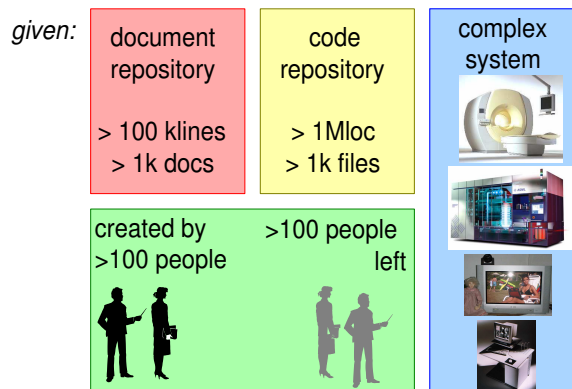 given:
document
repository
> 100 klines
> 1k docs
code
repository
> 1Mloc
> 1k files
complex
system
created by
>100 people
>100 people
left